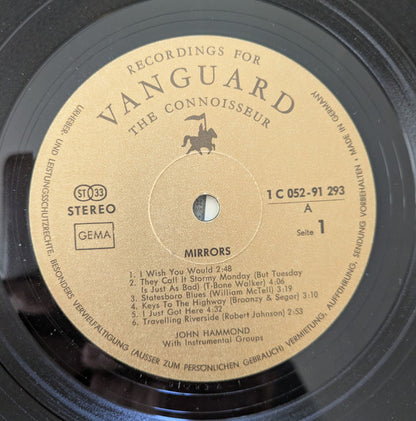 RECORDINGS FOR
VANGUARD
THE CONNOISSEUR
ST 33
STEREO
GEMA
1 C 052-91 293
A
Seite 1
MIRRORS
1. I Wish You Would 2:48
2. They Call It Stormy Monday (But Tuesday
Is Just As Bad) (T-Bone Walker) 4:06
3. Statesboro Blues (William McTell) 3:19
4. Keys To The Highway (Broonzy & Segar) 3:10
5. I Just Got Here 4:32
6. Travelling Riverside (Robert Johnson) 2:53
JOHN HAMMOND
With Instrumental Groups
URHEBER- UND LEISTUNGSSCHUTZRECHTE, BESONDERS VERVIELFÄLTIGUNG (AUSSER ZUM PERSÖNLICHEN GEBRAUCH) VERMIETUNG, AUFFÜHRUNG, SENDUNG VORBEHALTEN • MADE IN GERMANY